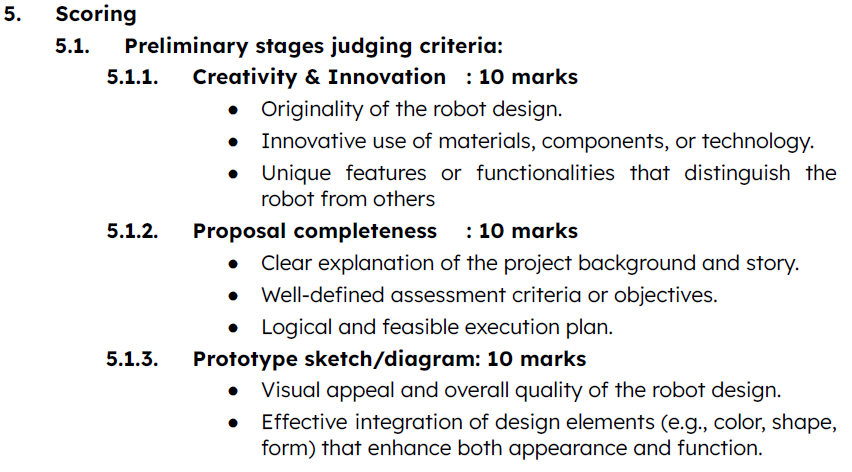 5. Scoring
5.1. Preliminary stages judging criteria:
5.1.1. Creativity & Innovation : 10 marks
● Originality of the robot design.
● Innovative use of materials, components, or technology.
● Unique features or functionalities that distinguish the
robot from others
5.1.2. Proposal completeness : 10 marks
● Clear explanation of the project background and story.
● Well-defined assessment criteria or objectives.
● Logical and feasible execution plan.
5.1.3. Prototype sketch/diagram: 10 marks
● Visual appeal and overall quality of the robot design.
● Effective integration of design elements (e.g., color, shape,
form) that enhance both appearance and function.